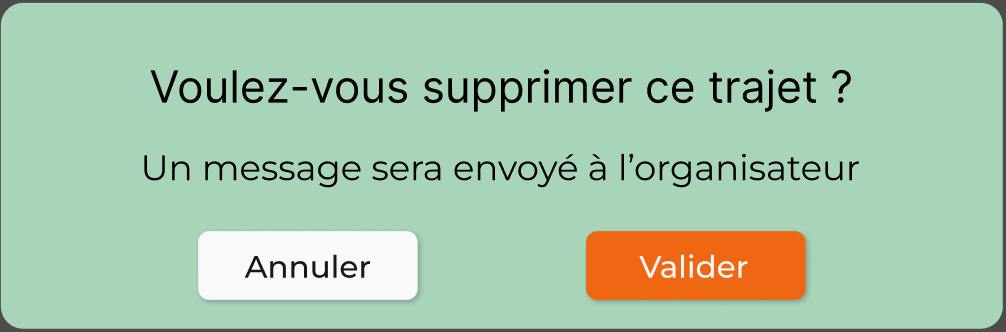 Voulez-vous supprimer ce trajet ?
Un message sera envoyé à l’organisateur
Annuler
Valider